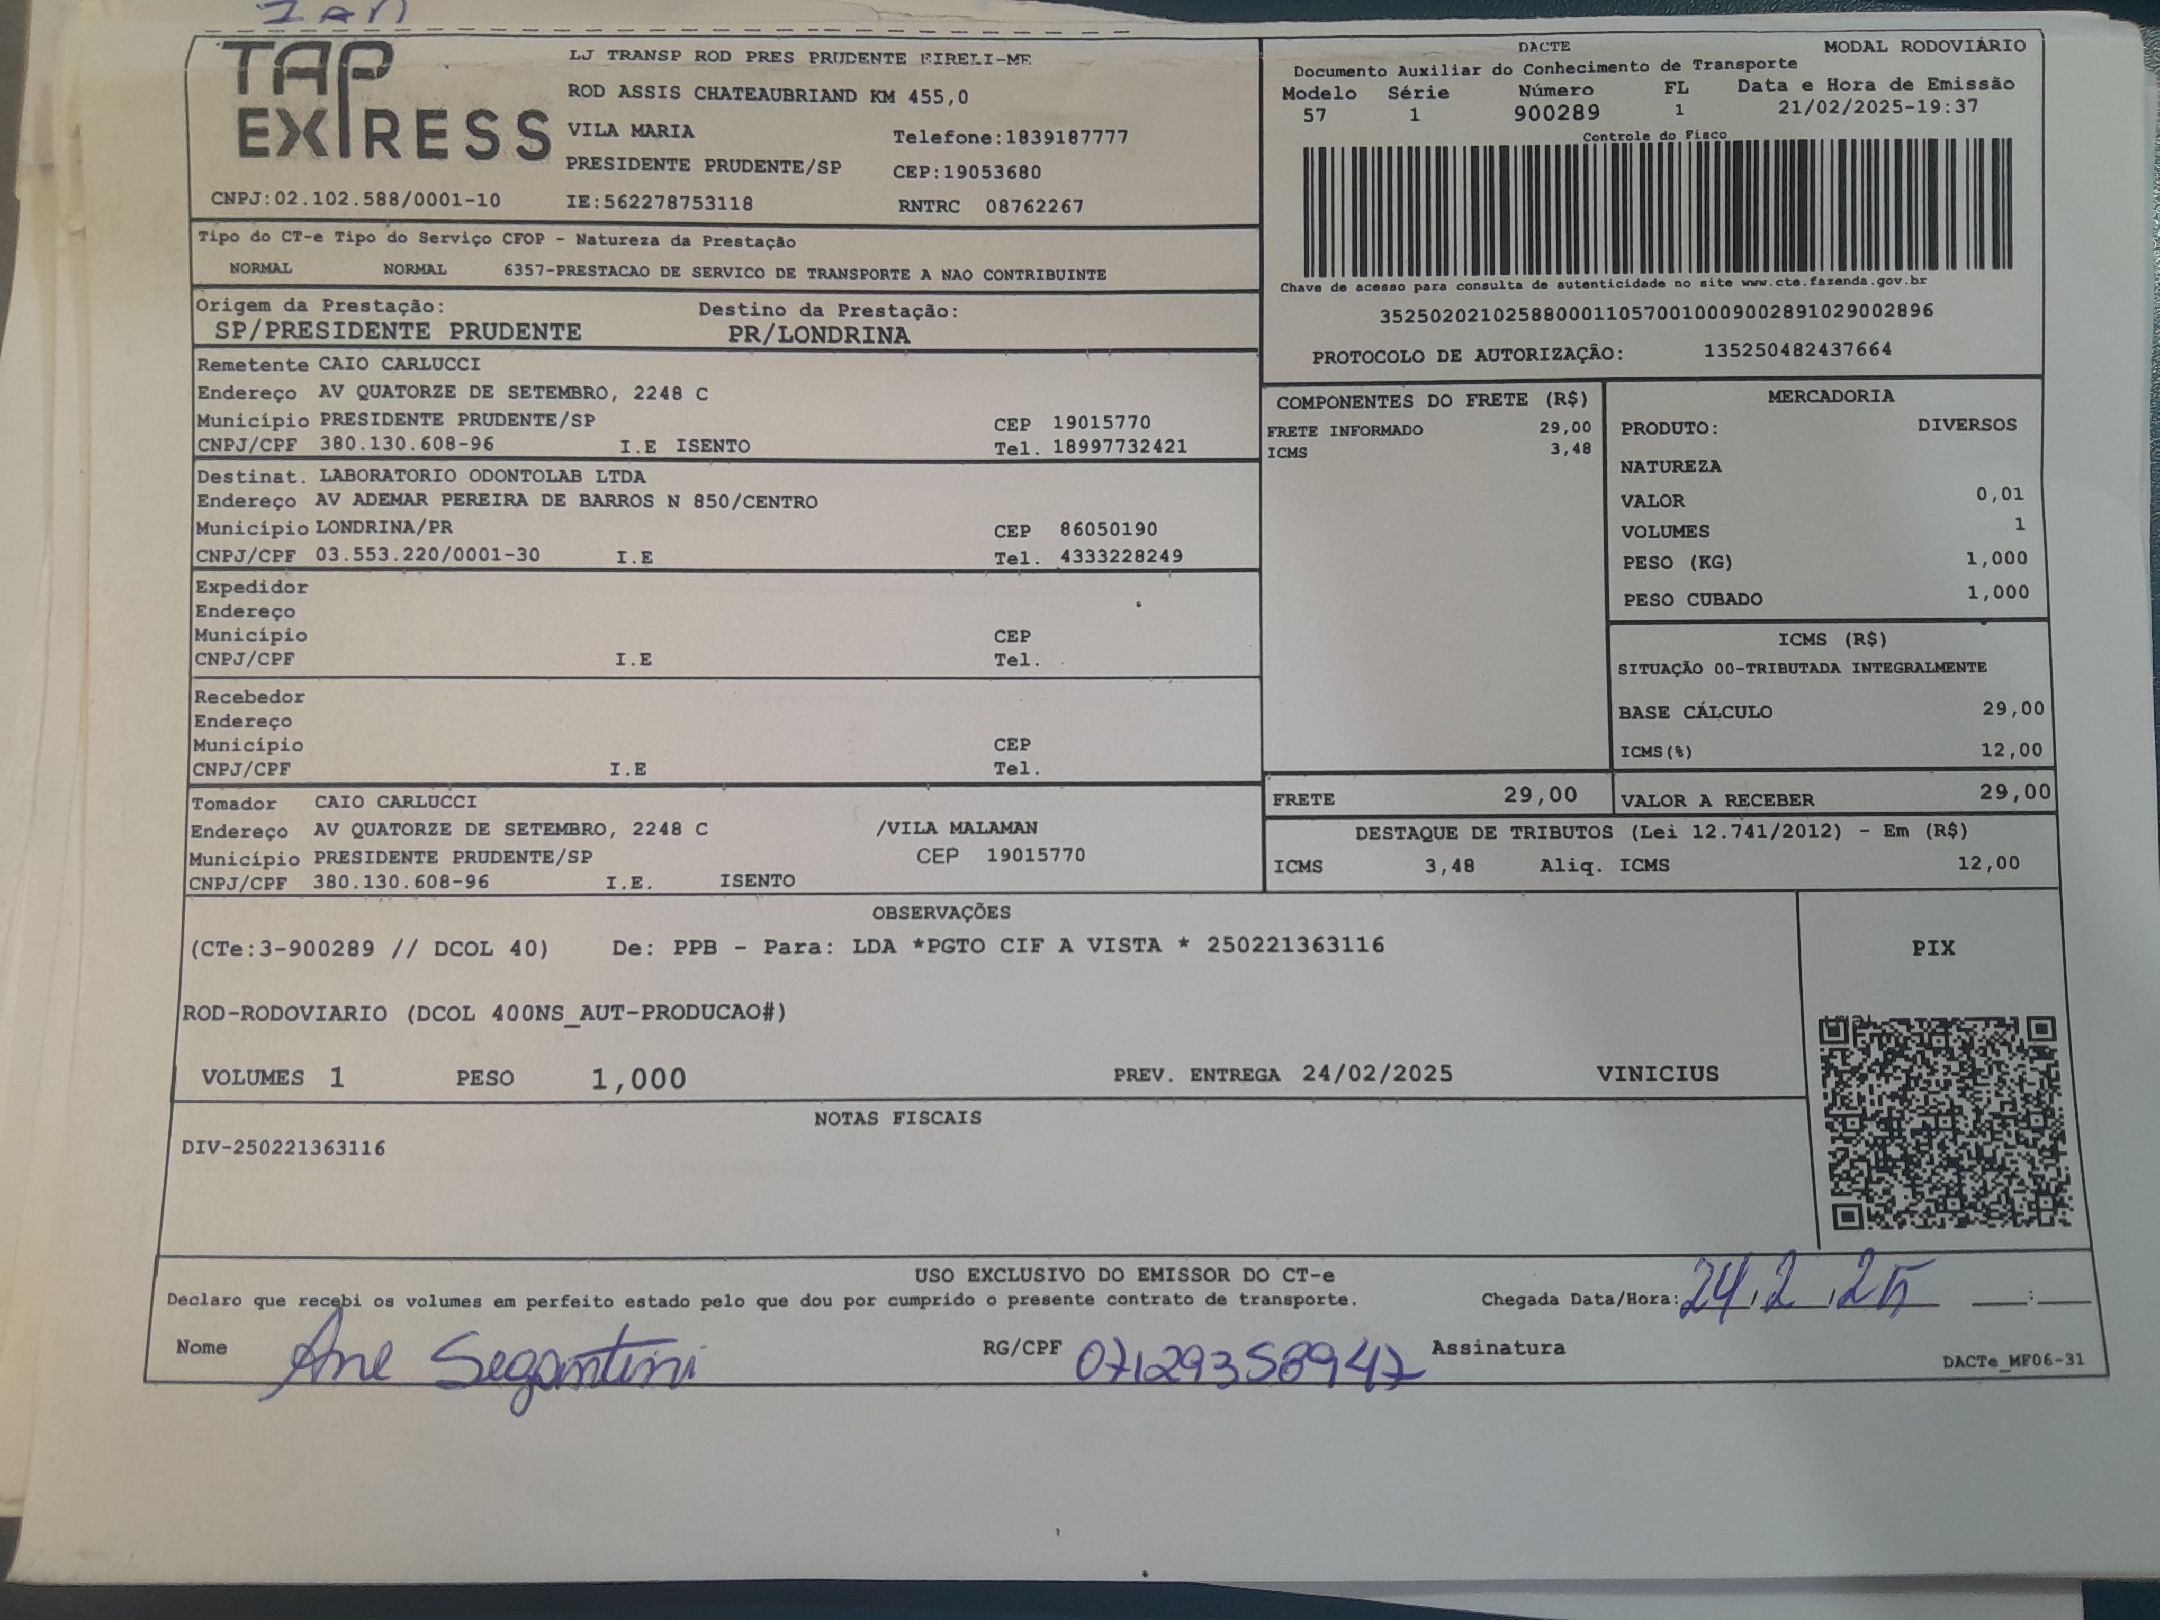 TAP
EXPRESS
LJ TRANSP ROD PRES PRUDENTE EIRELI-ME
ROD ASSIS CHATEAUBRIAND KM 455,0
VILA MARIA Telefone:1839187777
PRESIDENTE PRUDENTE/SP CEP:19053680
CNPJ:02.102.588/0001-10 IE:562278753118 RNTRC 08762267
DACTE MODAL RODOVIÁRIO
Documento Auxiliar do Conhecimento de Transporte
Modelo Série Número FL Data e Hora de Emissão
57 1 900289 1 21/02/2025-19:37
Controle do Fisco
Chave de acesso para consulta de autenticidade no site www.cte.fazenda.gov.br
35250202102588000110570010009002891029002896
PROTOCOLO DE AUTORIZAÇÃO: 135250482437664
Tipo do CT-e Tipo do Serviço CFOP - Natureza da Prestação
NORMAL NORMAL 6357-PRESTACAO DE SERVICO DE TRANSPORTE A NAO CONTRIBUINTE
Origem da Prestação: Destino da Prestação:
SP/PRESIDENTE PRUDENTE PR/LONDRINA
Remetente CAIO CARLUCCI
Endereço AV QUATORZE DE SETEMBRO, 2248 C
Município PRESIDENTE PRUDENTE/SP CEP 19015770
CNPJ/CPF 380.130.608-96 I.E ISENTO Tel. 18997732421
Destinat. LABORATORIO ODONTOLAB LTDA
Endereço AV ADEMAR PEREIRA DE BARROS N 850/CENTRO
Município LONDRINA/PR CEP 86050190
CNPJ/CPF 03.553.220/0001-30 I.E Tel. 4333228249
Expedidor
Endereço
Município CEP
CNPJ/CPF I.E Tel.
Recebedor
Endereço
Município CEP
CNPJ/CPF I.E Tel.
Tomador CAIO CARLUCCI
Endereço AV QUATORZE DE SETEMBRO, 2248 C /VILA MALAMAN
Município PRESIDENTE PRUDENTE/SP CEP 19015770
CNPJ/CPF 380.130.608-96 I.E. ISENTO
COMPONENTES DO FRETE (R$)
FRETE INFORMADO 29,00
ICMS 3,48
MERCADORIA
PRODUTO: DIVERSOS
NATUREZA
VALOR 0,01
VOLUMES 1
PESO (KG) 1,000
PESO CUBADO 1,000
ICMS (R$)
SITUAÇÃO 00-TRIBUTADA INTEGRALMENTE
BASE CÁLCULO 29,00
ICMS(%) 12,00
FRETE 29,00 VALOR A RECEBER 29,00
DESTAQUE DE TRIBUTOS (Lei 12.741/2012) - Em (R$)
ICMS 3,48 Aliq. ICMS 12,00
OBSERVAÇÕES
(CTe:3-900289 // DCOL 40) De: PPB - Para: LDA *PGTO CIF A VISTA * 250221363116
ROD-RODOVIARIO (DCOL 400NS_AUT-PRODUCAO#)
VOLUMES 1 PESO 1,000 PREV. ENTREGA 24/02/2025 VINICIUS
PIX
NOTAS FISCAIS
DIV-250221363116
USO EXCLUSIVO DO EMISSOR DO CT-e
Declaro que recebi os volumes em perfeito estado pelo que dou por cumprido o presente contrato de transporte. Chegada Data/Hora: 24/2/25 __:__
Nome Ane Segantini RG/CPF 07129358947 Assinatura
DACTe_MF06-31